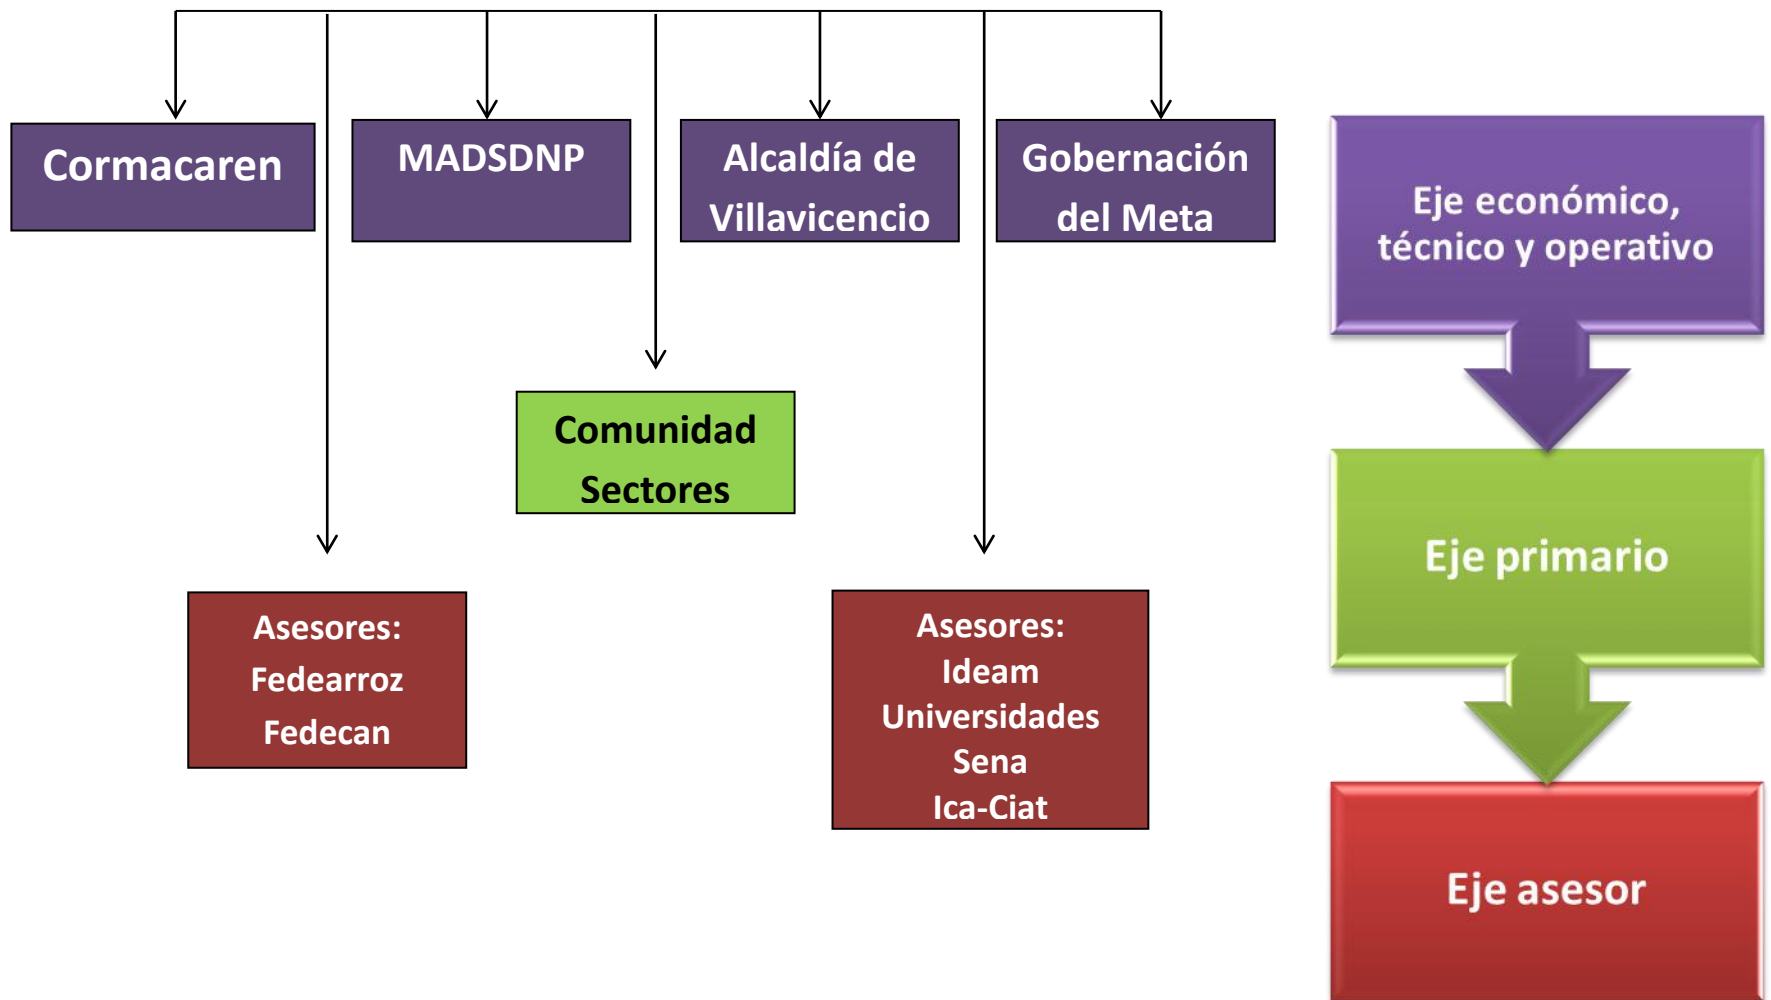 Cormacaren
MADSDNP
Alcaldía de
Villavicencio
Gobernación
del Meta
Comunidad
Sectores
Asesores:
Fedearroz
Fedecan
Asesores:
Ideam
Universidades
Sena
Ica-Ciat
Eje económico,
técnico y operativo
Eje primario
Eje asesor